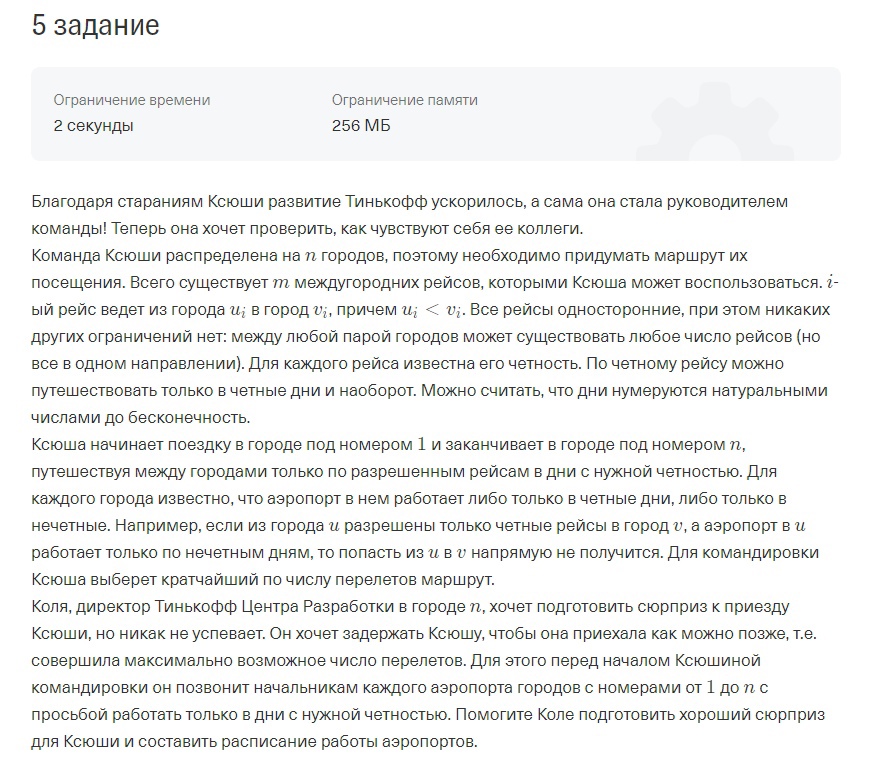 5 задание
Ограничение времени
Ограничение памяти
2 секунды
256 МБ
Благодаря стараниям Ксюши развитие Тинькофф ускорилось, а сама она стала руководителем
команды! Теперь она хочет проверить, как чувствуют себя ее коллеги.
Команда Ксюши распределена на n городов, поэтому необходимо придумать маршрут их
посещения. Всего существует m междугородних рейсов, которыми Ксюша может воспользоваться. i-
ый рейс ведет из города u_i в город v_i, причем u_i < v_i. Все рейсы односторонние, при этом никаких
других ограничений нет: между любой парой городов может существовать любое число рейсов (но
все в одном направлении). Для каждого рейса известна его четность. По четному рейсу можно
путешествовать только в четные дни и наоборот. Можно считать, что дни нумеруются натуральными
числами до бесконечность.
Ксюша начинает поездку в городе под номером 1 и заканчивает в городе под номером n,
путешествуя между городами только по разрешенным рейсам в дни с нужной четностью. Для
каждого города известно, что аэропорт в нем работает либо только в четные дни, либо только в
нечетные. Например, если из города u разрешены только четные рейсы в город v, а аэропорт в u
работает только по нечетным дням, то попасть из u в v напрямую не получится. Для командировки
Ксюша выберет кратчайший по числу перелетов маршрут.
Коля, директор Тинькофф Центра Разработки в городе n, хочет подготовить сюрприз к приезду
Ксюши, но никак не успевает. Он хочет задержать Ксюшу, чтобы она приехала как можно позже, т.е.
совершила максимально возможное число перелетов. Для этого перед началом Ксюшиной
командировки он позвонит начальникам каждого аэропорта городов с номерами от 1 до n с
просьбой работать только в дни с нужной четностью. Помогите Коле подготовить хороший сюрприз
для Ксюши и составить расписание работы аэропортов.